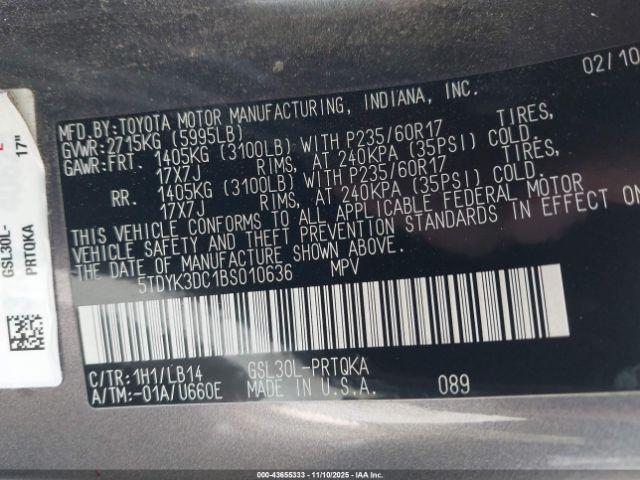 02/10
MFD.BY:TOYOTA MOTOR MANUFACTURING, INDIANA, INC.
GVWR:2715KG (5995LB)
GAWR:FRT. 1405KG (3100LB) WITH P235/60R17 TIRES,
17X7J RIMS, AT 240KPA (35PSI) COLD.
RR. 1405KG (3100LB) WITH P235/60R17 TIRES,
17X7J RIMS, AT 240KPA (35PSI) COLD.
THIS VEHICLE CONFORMS TO ALL APPLICABLE FEDERAL MOTOR
VEHICLE SAFETY AND THEFT PREVENTION STANDARDS IN EFFECT ON
THE DATE OF MANUFACTURE SHOWN ABOVE.
5TDYK3DC1BS010636 MPV
C/TR:1H1/LB14 GSL30L-PRTQKA
A/TM:-01A/U660E MADE IN U.S.A. 089
17"
GSL30L-
PRTQKA
000-43655333 - 11/10/2025 - IAA Inc.